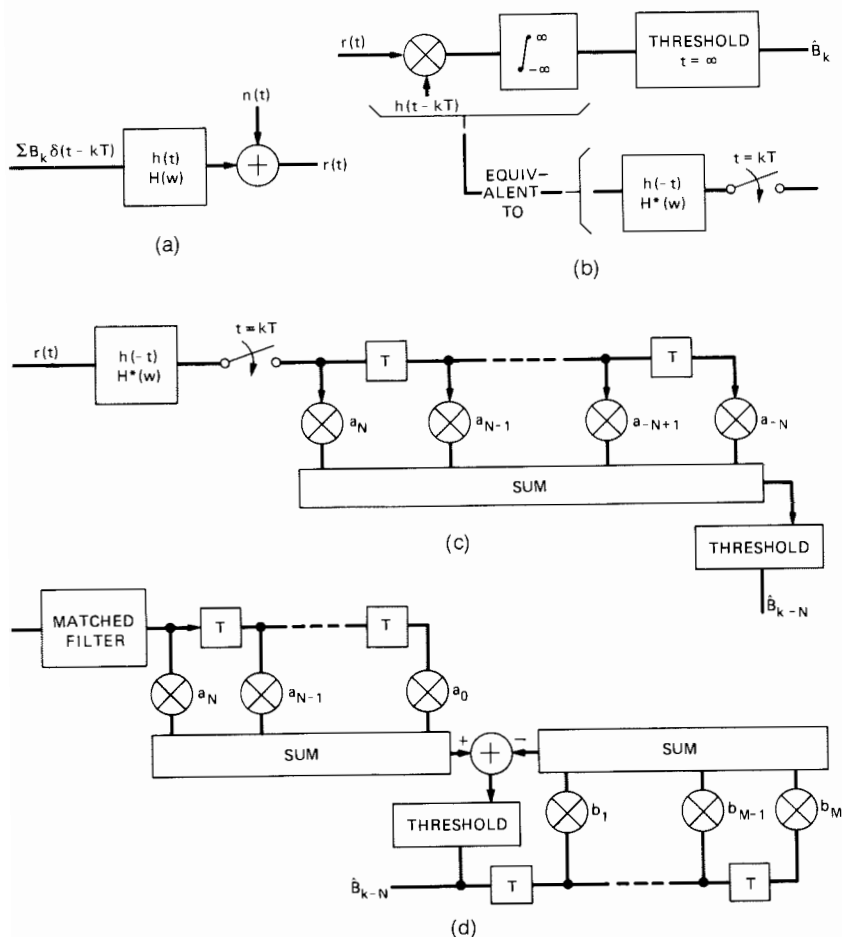 r(t)
∫_{-∞}^{∞}
THRESHOLD
t = ∞
B̂_k
h(t-kT)
n(t)
ΣB_k δ(t-kT)
h(t)
H(w)
+
r(t)
(a)
EQUIV-
ALENT
TO
h(-t)
H*(w)
t=kT
(b)
r(t)
h(-t)
H*(w)
t=kT
T
T
a_N
a_{N-1}
a_{-N+1}
a_{-N}
SUM
(c)
THRESHOLD
B̂_{k-N}
MATCHED
FILTER
T
T
a_N
a_{N-1}
a_0
SUM
+
+
−
SUM
THRESHOLD
b_1
b_{M-1}
b_M
B̂_{k-N}
T
T
(d)